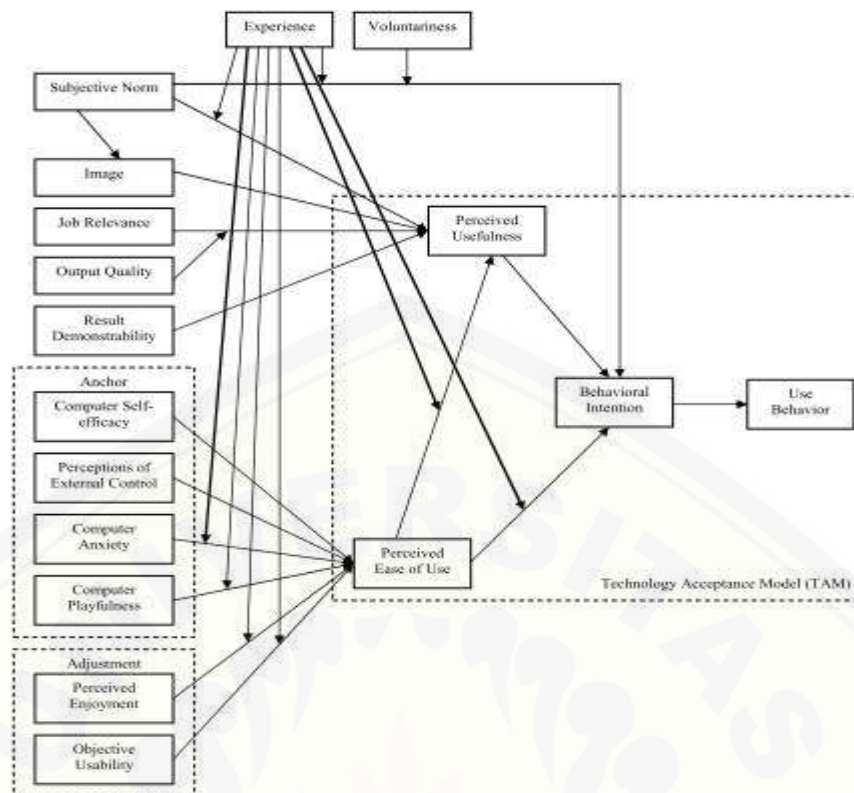 Experience
Voluntariness
Subjective Norm
Image
Job Relevance
Output Quality
Result
Demonstrability
Perceived
Usefulness
Anchor
Computer Self-
efficacy
Perceptions of
External Control
Computer
Anxiety
Computer
Playfulness
Behavioral
Intention
Use
Behavior
Perceived
Ease of Use
Technology Acceptance Model (TAM)
Adjustment
Perceived
Enjoyment
Objective
Usability
ERSITAS